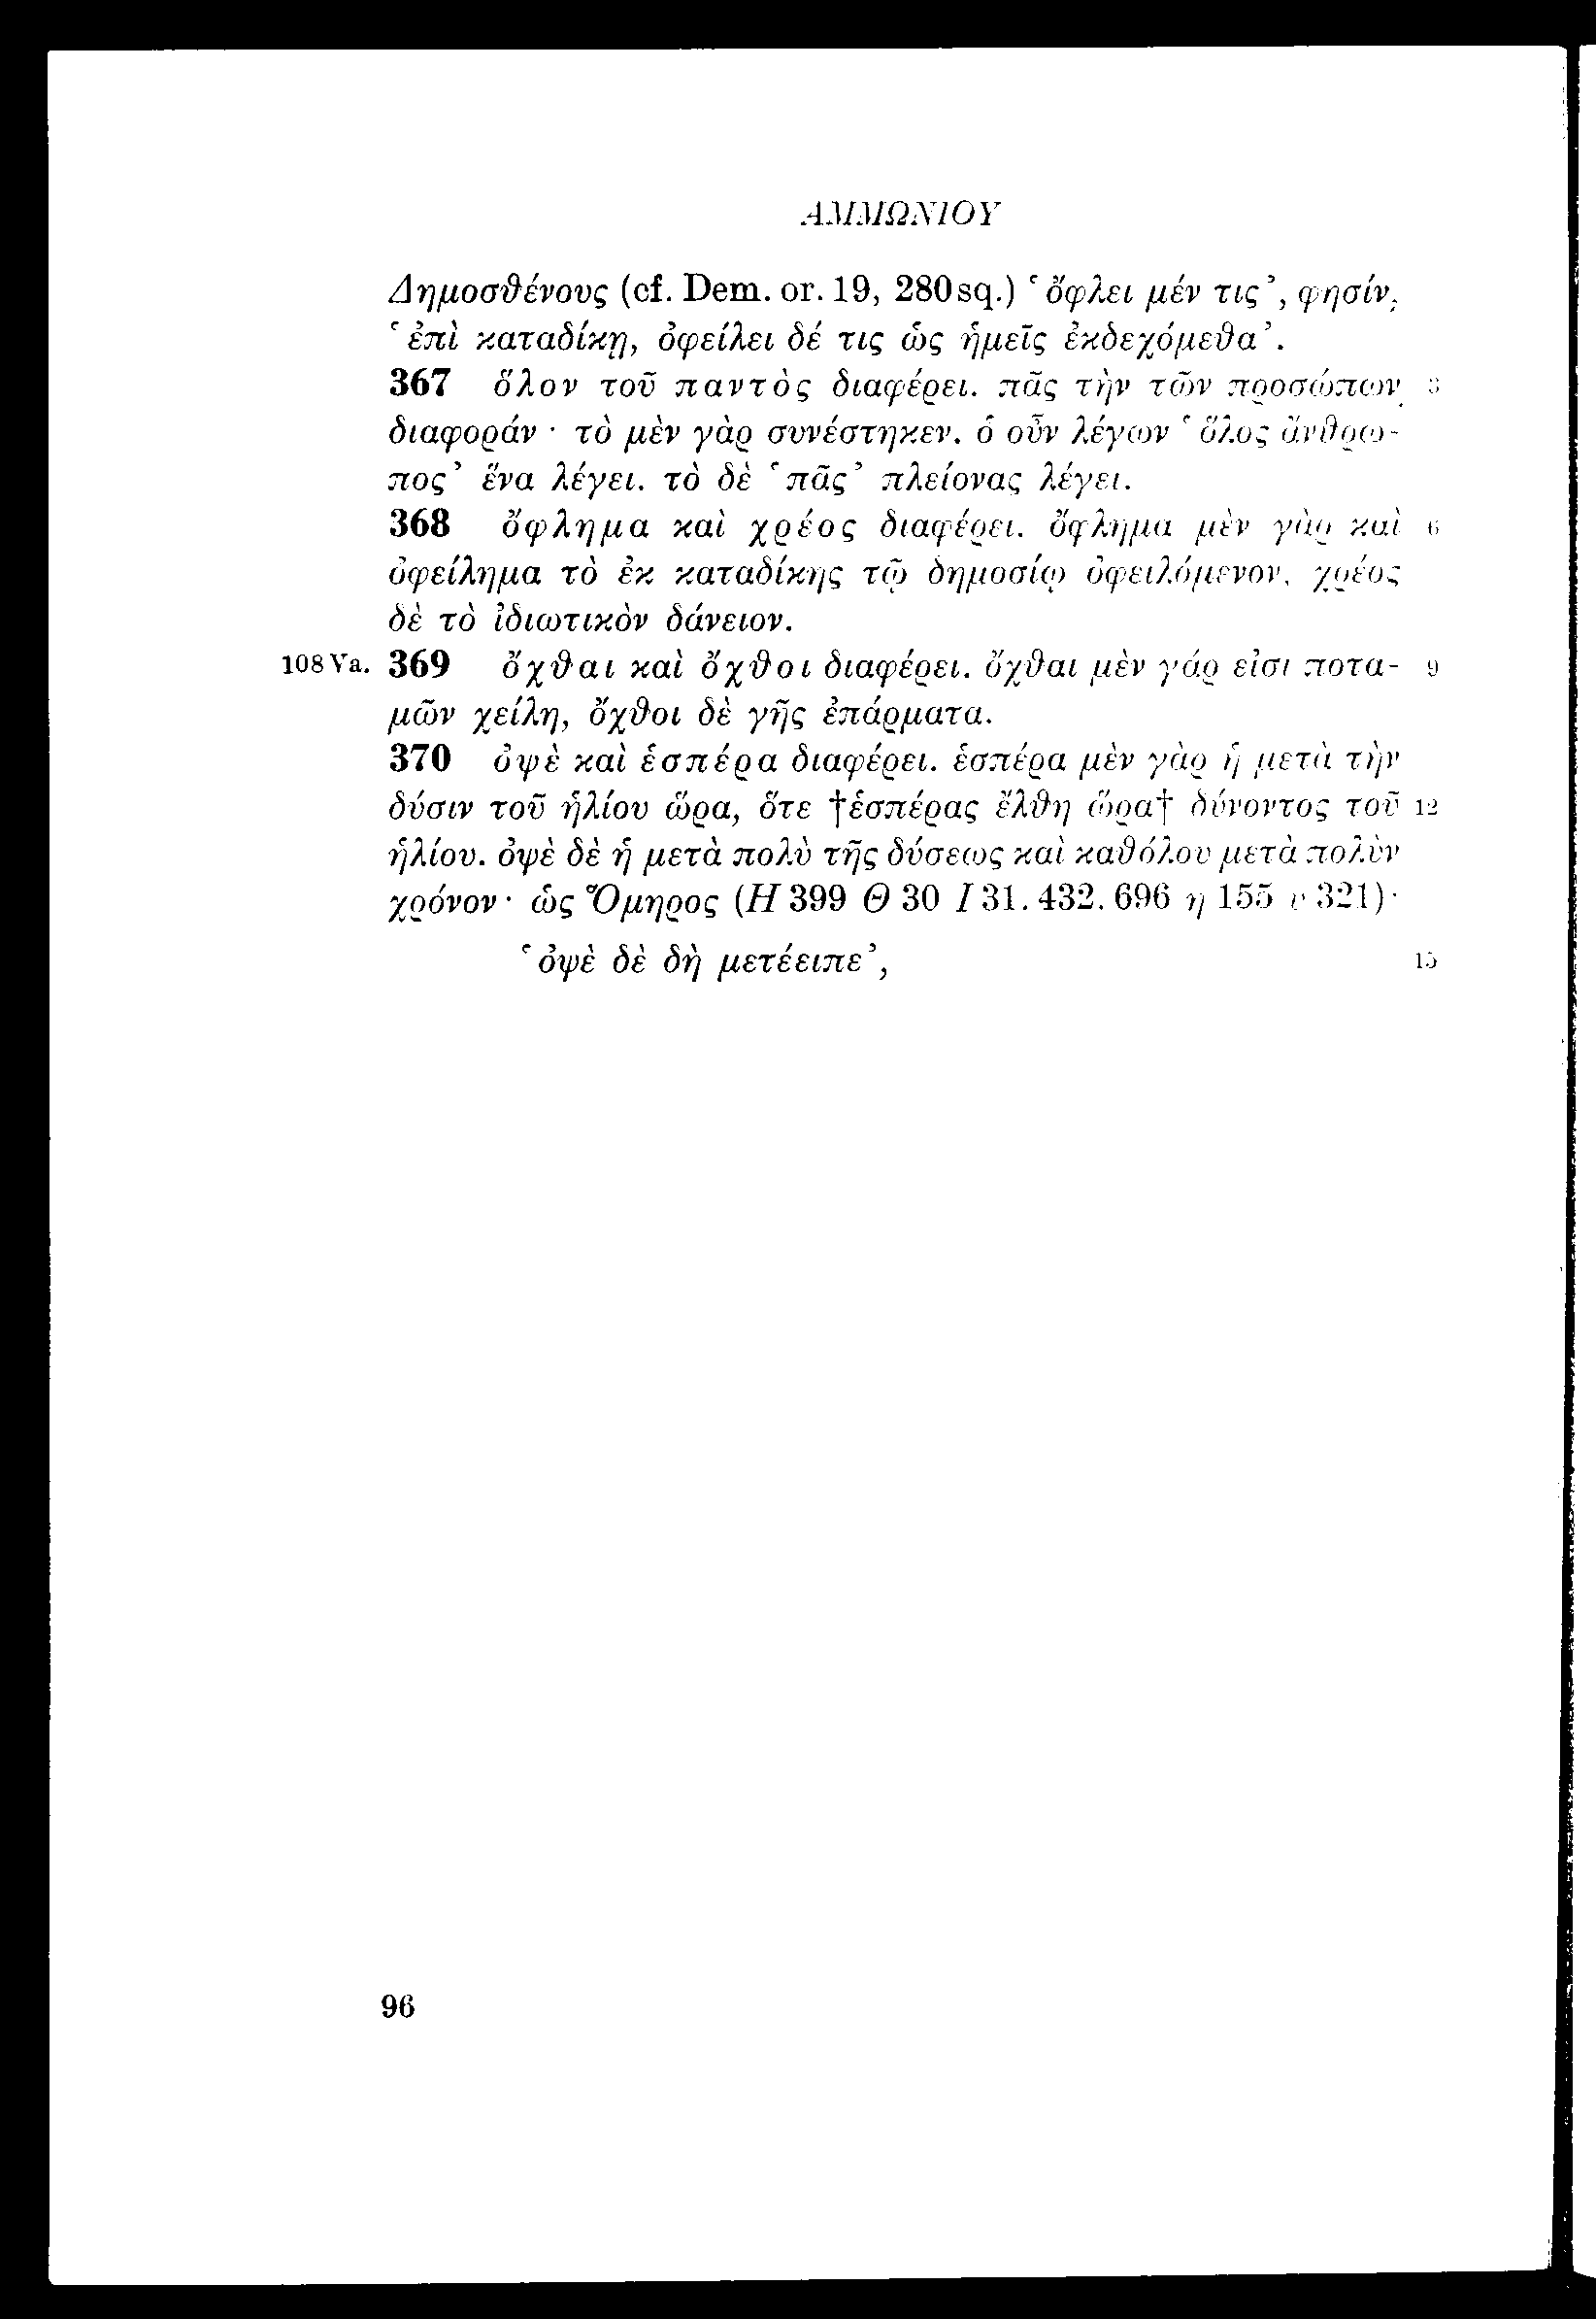 ΑΜΜΩΝΙΟΥ
Δημοσθένους (cf. Dem. or. 19, 280 sq.) ‘ὄφλει μέν τις’, φησίν,
‘ἐπὶ καταδίκῃ, ὀφείλει δέ τις ὡς ἡμεῖς ἐκδεχόμεθα’.
367 ὅλον τοῦ παντὸς διαφέρει. πᾶς τὴν τῶν προσώπων 3
διαφοράν · τὸ μὲν γὰρ συνέστηκεν. ὁ οὖν λέγων ‘ὅλος ἄνθρω-
πος’ ἕνα λέγει. τὸ δὲ ‘πᾶς’ πλείονας λέγει.
368 ὄφλημα καὶ χρέος διαφέρει. ὄφλημα μὲν γὰρ καὶ 6
ὀφείλημα τὸ ἐκ καταδίκης τῷ δημοσίῳ ὀφειλόμενον, χρέος
δὲ τὸ ἰδιωτικὸν δάνειον.
108 Va. 369 ὄχθαι καὶ ὄχθοι διαφέρει. ὄχθαι μὲν γάρ εἰσι ποτα- 9
μῶν χείλη, ὄχθοι δὲ γῆς ἐπάρματα.
370 ὀψὲ καὶ ἑσπέρα διαφέρει. ἑσπέρα μὲν γὰρ ἡ μετὰ τὴν
δύσιν τοῦ ἡλίου ὥρα, ὅτε †ἑσπέρας ἔλθη ὥρα† δύνοντος τοῦ 12
ἡλίου. ὀψὲ δὲ ἡ μετὰ πολὺ τῆς δύσεως καὶ καθόλου μετὰ πολὺν
χρόνον · ὡς Ὅμηρος (Η 399 Θ 30 Ι 31. 432. 696 η 155 υ 321) ·
‘ὀψὲ δὲ δὴ μετέειπε’, 15
96